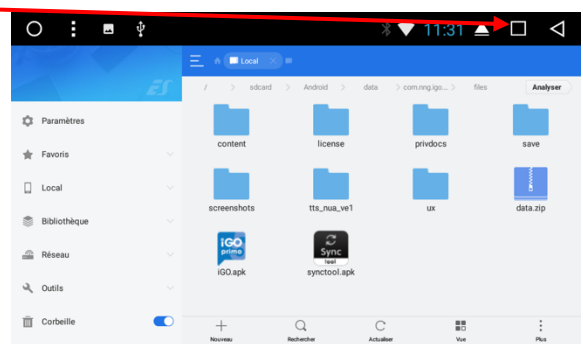 11:31
Local
/ > sdcard > Android > data > com.nng.igo... > files Analyser
ES
Paramètres
Favoris
Local
Bibliothèque
Réseau
Outils
Corbeille
content license privdocs save
screenshots tts_nua_ve1 ux data.zip
iGO primo
Sync tool
iGO.apk synctool.apk
Nouveau Rechercher Actualiser Vue Plus